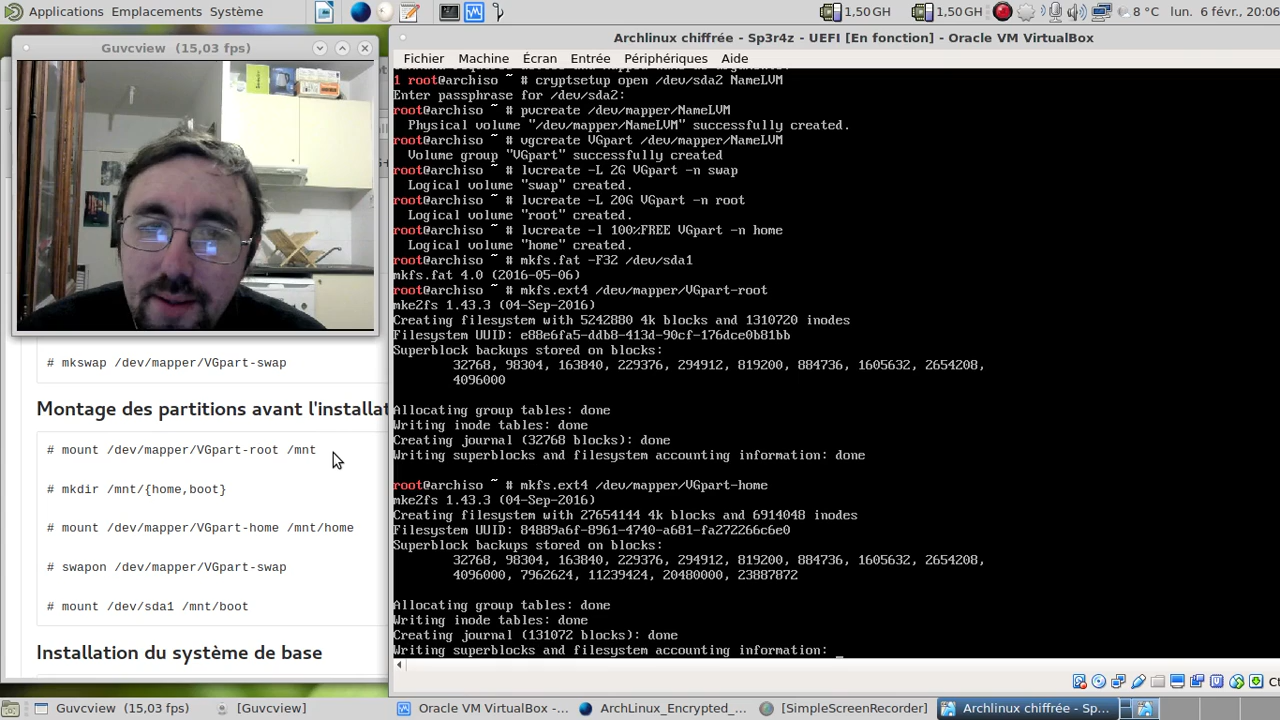 Applications Emplacements Système
1,50 GH 1,50 GH 8 °C lun. 6 févr., 20:06
Guvcview (15,03 fps)
Archlinux chiffrée - Sp3r4z - UEFI [En fonction] - Oracle VM VirtualBox
Fichier Machine Écran Entrée Périphériques Aide
1 root@archiso ~ # cryptsetup open /dev/sda2 NameLVM
Enter passphrase for /dev/sda2:
root@archiso ~ # pvcreate /dev/mapper/NameLVM
Physical volume "/dev/mapper/NameLVM" successfully created.
root@archiso ~ # vgcreate VGpart /dev/mapper/NameLVM
Volume group "VGpart" successfully created
root@archiso ~ # lvcreate -L 2G VGpart -n swap
Logical volume "swap" created.
root@archiso ~ # lvcreate -L 20G VGpart -n root
Logical volume "root" created.
root@archiso ~ # lvcreate -l 100%FREE VGpart -n home
Logical volume "home" created.
root@archiso ~ # mkfs.fat -F32 /dev/sda1
mkfs.fat 4.0 (2016-05-06)
root@archiso ~ # mkfs.ext4 /dev/mapper/VGpart-root
mke2fs 1.43.3 (04-Sep-2016)
Creating filesystem with 5242880 4k blocks and 1310720 inodes
Filesystem UUID: e88e6fa5-ddb8-413d-90cf-176dce0b81bb
Superblock backups stored on blocks:
32768, 98304, 163840, 229376, 294912, 819200, 884736, 1605632, 2654208,
4096000
Allocating group tables: done
Writing inode tables: done
Creating journal (32768 blocks): done
Writing superblocks and filesystem accounting information: done
root@archiso ~ # mkfs.ext4 /dev/mapper/VGpart-home
mke2fs 1.43.3 (04-Sep-2016)
Creating filesystem with 27654144 4k blocks and 6914048 inodes
Filesystem UUID: 84889a6f-8961-4740-a681-fa272266c6e0
Superblock backups stored on blocks:
32768, 98304, 163840, 229376, 294912, 819200, 884736, 1605632, 2654208,
4096000, 7962624, 11239424, 20480000, 23887872
Allocating group tables: done
Writing inode tables: done
Creating journal (131072 blocks): done
Writing superblocks and filesystem accounting information: _
# mkswap /dev/mapper/VGpart-swap
Montage des partitions avant l'installat
# mount /dev/mapper/VGpart-root /mnt
# mkdir /mnt/{home,boot}
# mount /dev/mapper/VGpart-home /mnt/home
# swapon /dev/mapper/VGpart-swap
# mount /dev/sda1 /mnt/boot
Installation du système de base
Guvcview (15,03 fps) [Guvcview] Oracle VM VirtualBox -... ArchLinux_Encrypted_... [SimpleScreenRecorder] Archlinux chiffrée - Sp...